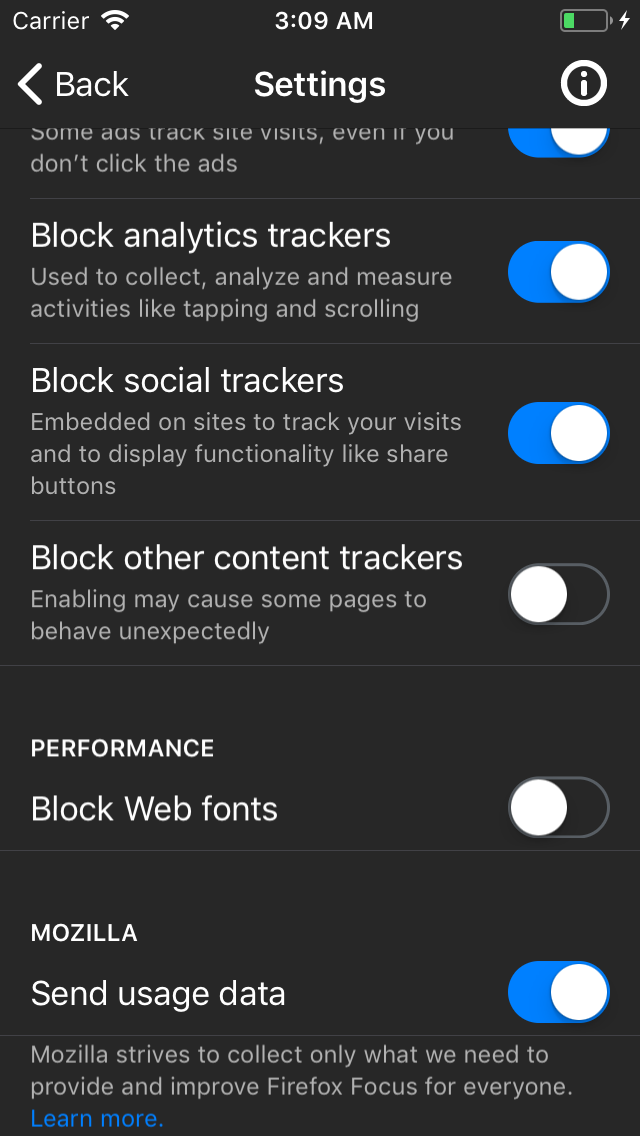 Carrier 3:09 AM
Back Settings
Some ads track site visits, even if you
don’t click the ads
Block analytics trackers
Used to collect, analyze and measure
activities like tapping and scrolling
Block social trackers
Embedded on sites to track your visits
and to display functionality like share
buttons
Block other content trackers
Enabling may cause some pages to
behave unexpectedly
PERFORMANCE
Block Web fonts
MOZILLA
Send usage data
Mozilla strives to collect only what we need to
provide and improve Firefox Focus for everyone.
Learn more.